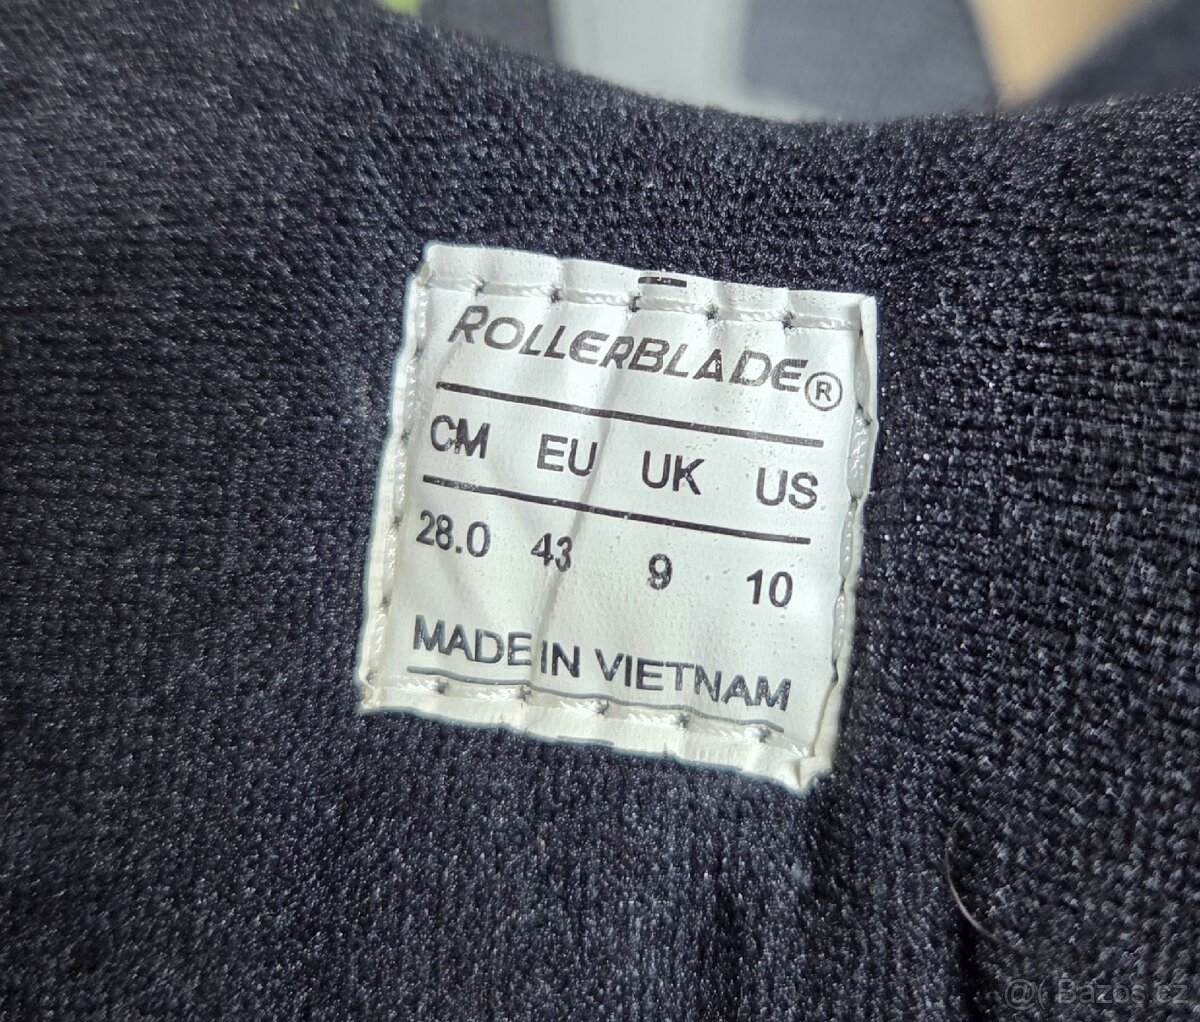 ROLLERBLADE®
CM EU UK US
28.0 43 9 10
MADE IN VIETNAM
@( Bazos.cz